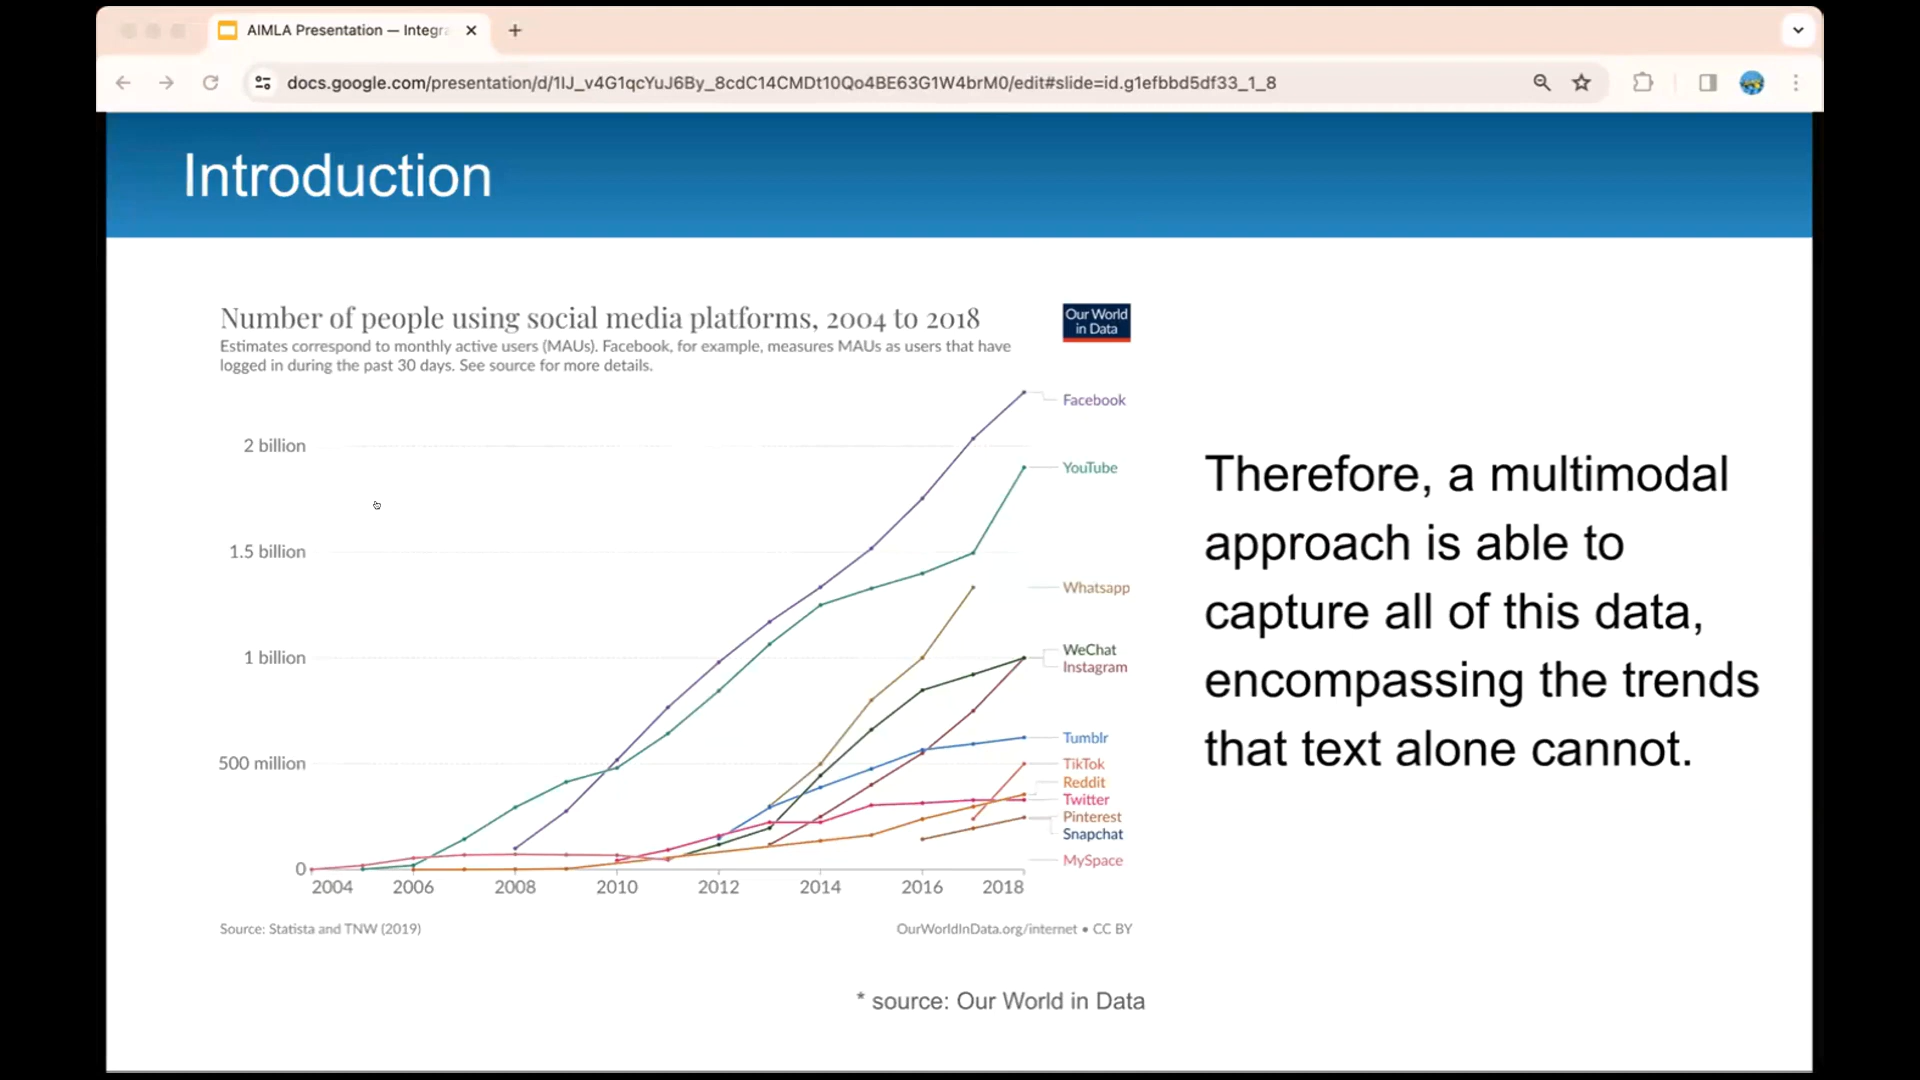 AIMLA Presentation — Integra
docs.google.com/presentation/d/1IJ_v4G1qcYuJ6By_8cdC14CMDt10Qo4BE63G1W4brM0/edit#slide=id.g1efbbd5df33_1_8
Introduction
Number of people using social media platforms, 2004 to 2018
Estimates correspond to monthly active users (MAUs). Facebook, for example, measures MAUs as users that have
logged in during the past 30 days. See source for more details.
Our World
in Data
Facebook
2 billion
YouTube
1.5 billion
Whatsapp
WeChat
1 billion
Instagram
Tumblr
500 million
TikTok
Reddit
Twitter
Pinterest
Snapchat
MySpace
0
2004 2006 2008 2010 2012 2014 2016 2018
Source: Statista and TNW (2019)
OurWorldInData.org/internet • CC BY
Therefore, a multimodal
approach is able to
capture all of this data,
encompassing the trends
that text alone cannot.
* source: Our World in Data